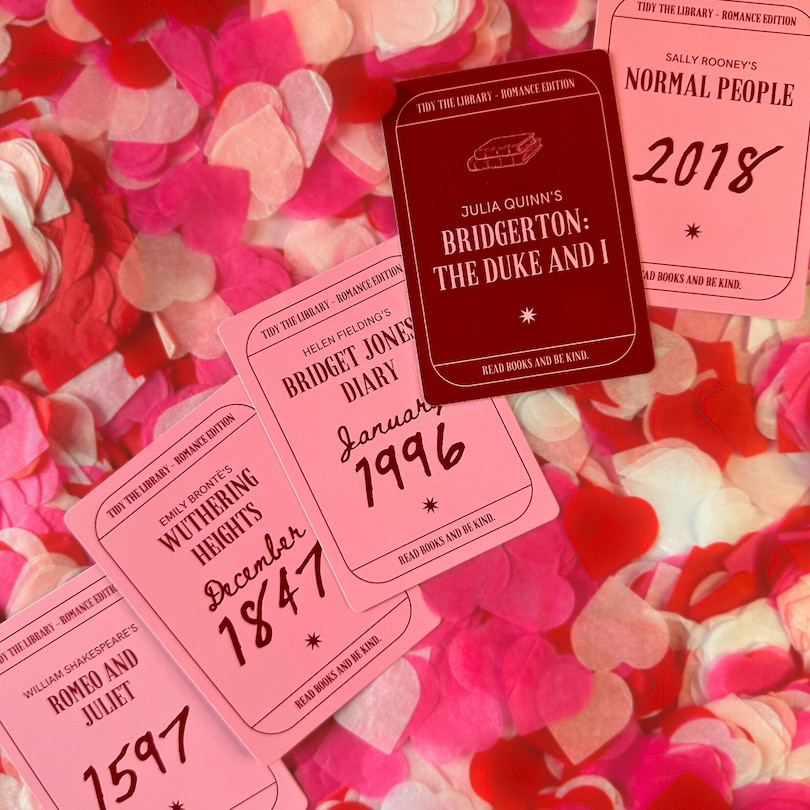 TIDY THE LIBRARY - ROMANCE EDITION
SALLY ROONEY'S
NORMAL PEOPLE
2018
READ BOOKS AND BE KIND.
TIDY THE LIBRARY - ROMANCE EDITION
JULIA QUINN'S
BRIDGERTON:
THE DUKE AND I
READ BOOKS AND BE KIND.
TIDY THE LIBRARY - ROMANCE EDITION
HELEN FIELDING'S
BRIDGET JONES
DIARY
January
1996
READ BOOKS AND BE KIND.
TIDY THE LIBRARY - ROMANCE EDITION
EMILY BRONTË'S
WUTHERING
HEIGHTS
December
1847
READ BOOKS AND BE KIND.
TIDY THE LIBRARY - ROMANCE EDITION
WILLIAM SHAKESPEARE'S
ROMEO AND
JULIET
1597